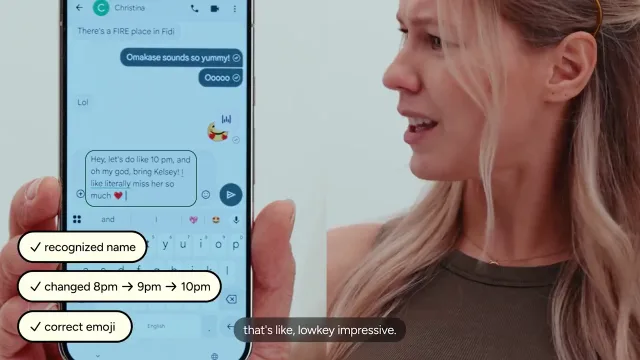 Christina
There's a FIRE place in Fidi
Omakase sounds so yummy!
Ooooo
Lol
Hey, let's do like 10 pm, and
oh my god, bring Kelsey! I
like literally miss her so
much ❤️
and
I
y u i o p
✓ recognized name
✓ changed 8pm → 9pm → 10pm
✓ correct emoji
English
that's like, lowkey impressive.